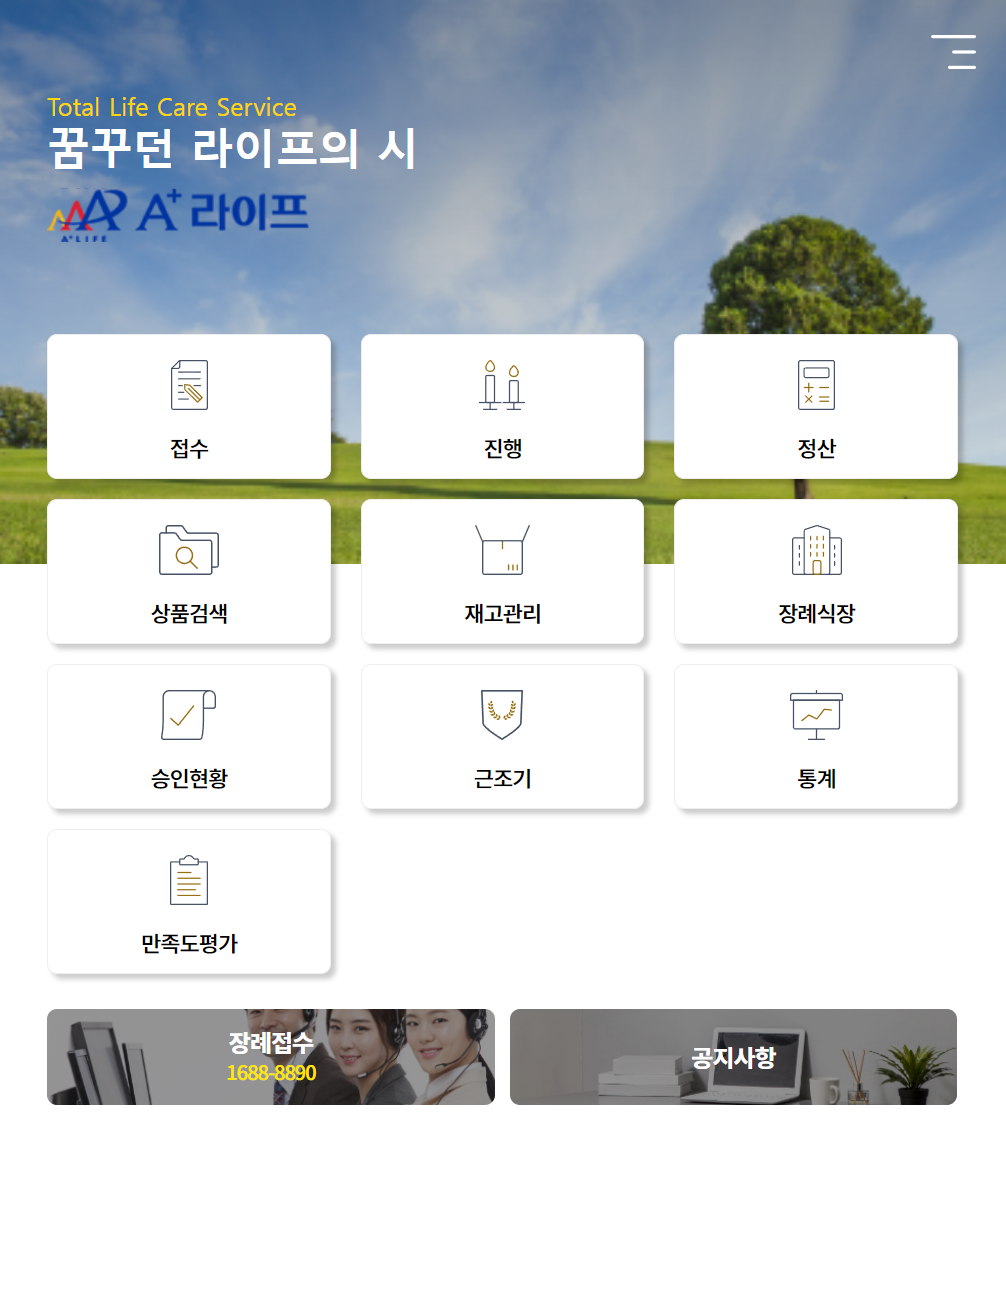 Total Life Care Service
꿈꾸던 라이프의 시
A+ 라이프
A+LIFE
접수
진행
정산
상품검색
재고관리
장례식장
승인현황
근조기
통계
만족도평가
장례접수
1688-8890
공지사항